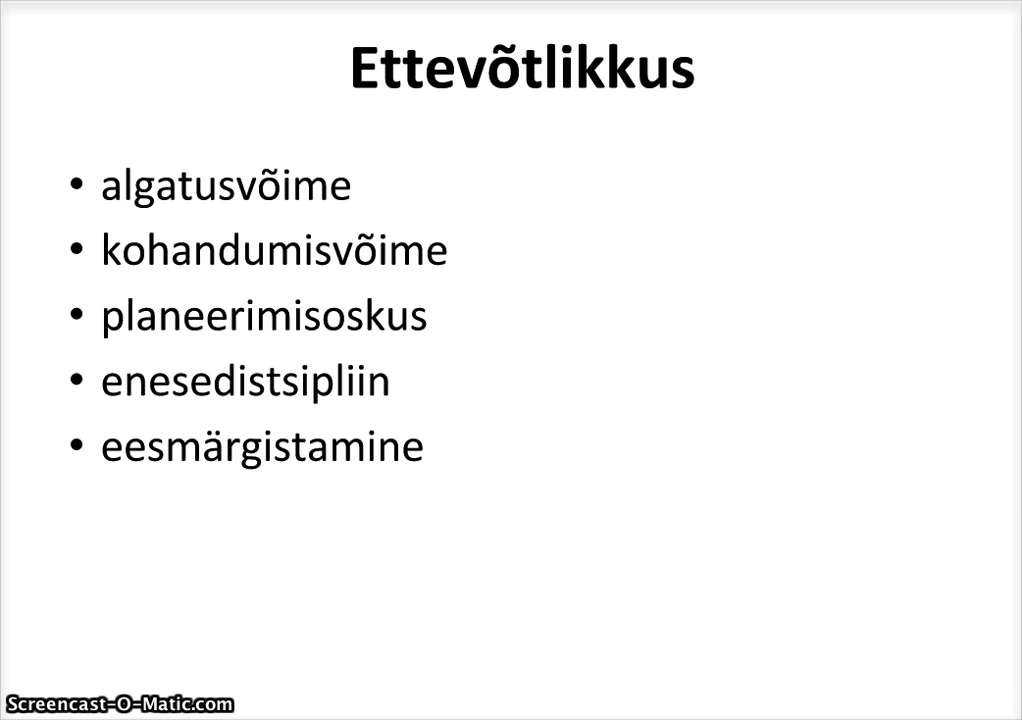 Ettevõtlikkus
• algatusvõime
• kohandumisvõime
• planeerimisoskus
• enesedistsipliin
• eesmärgistamine
Screencast-O-Matic.com